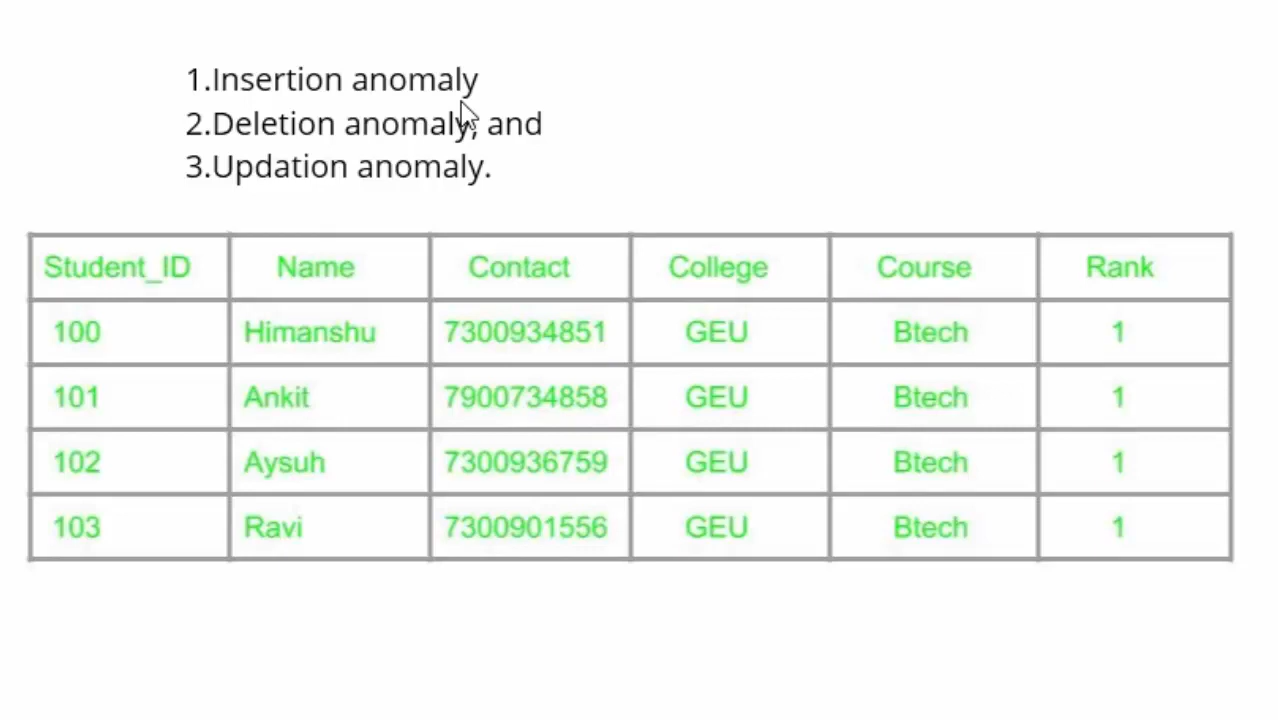 1.Insertion anomaly
2.Deletion anomaly, and
3.Updation anomaly.
Student_ID Name Contact College Course Rank
100 Himanshu 7300934851 GEU Btech 1
101 Ankit 7900734858 GEU Btech 1
102 Aysuh 7300936759 GEU Btech 1
103 Ravi 7300901556 GEU Btech 1